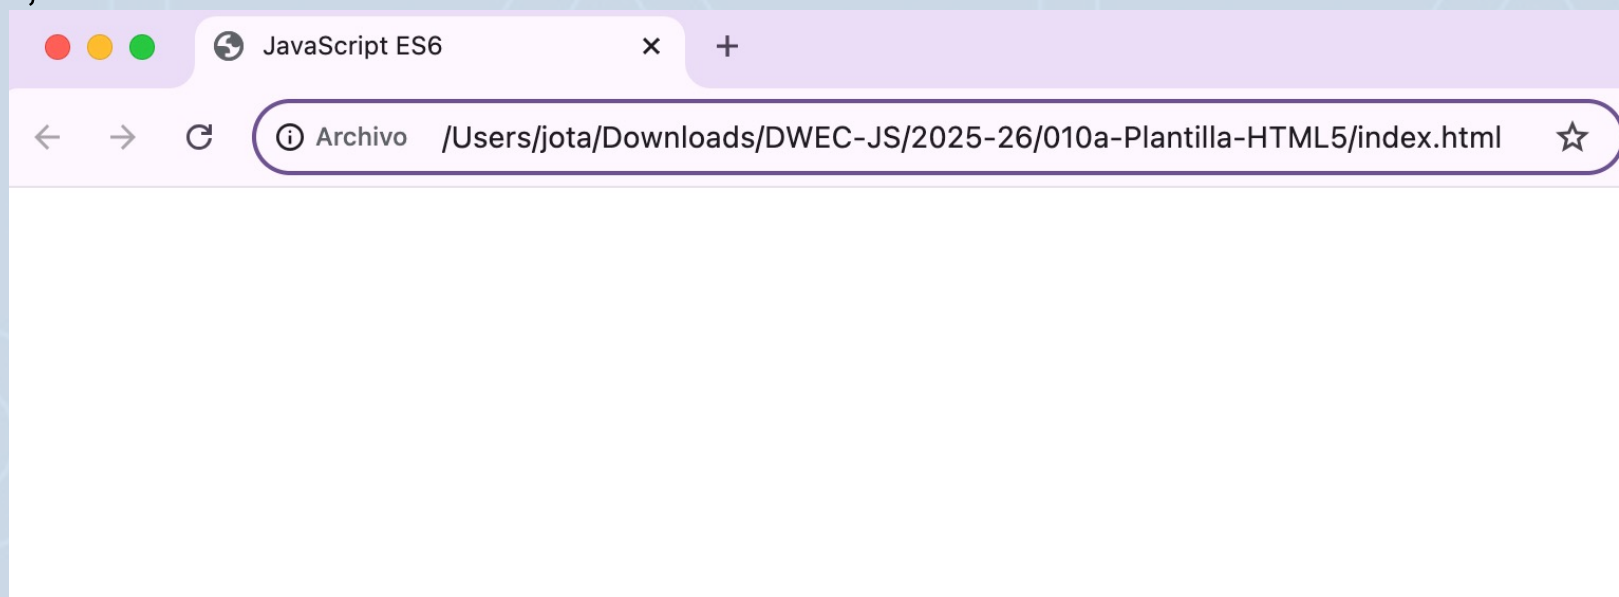 JavaScript ES6
Archivo /Users/jota/Downloads/DWEC-JS/2025-26/010a-Plantilla-HTML5/index.html